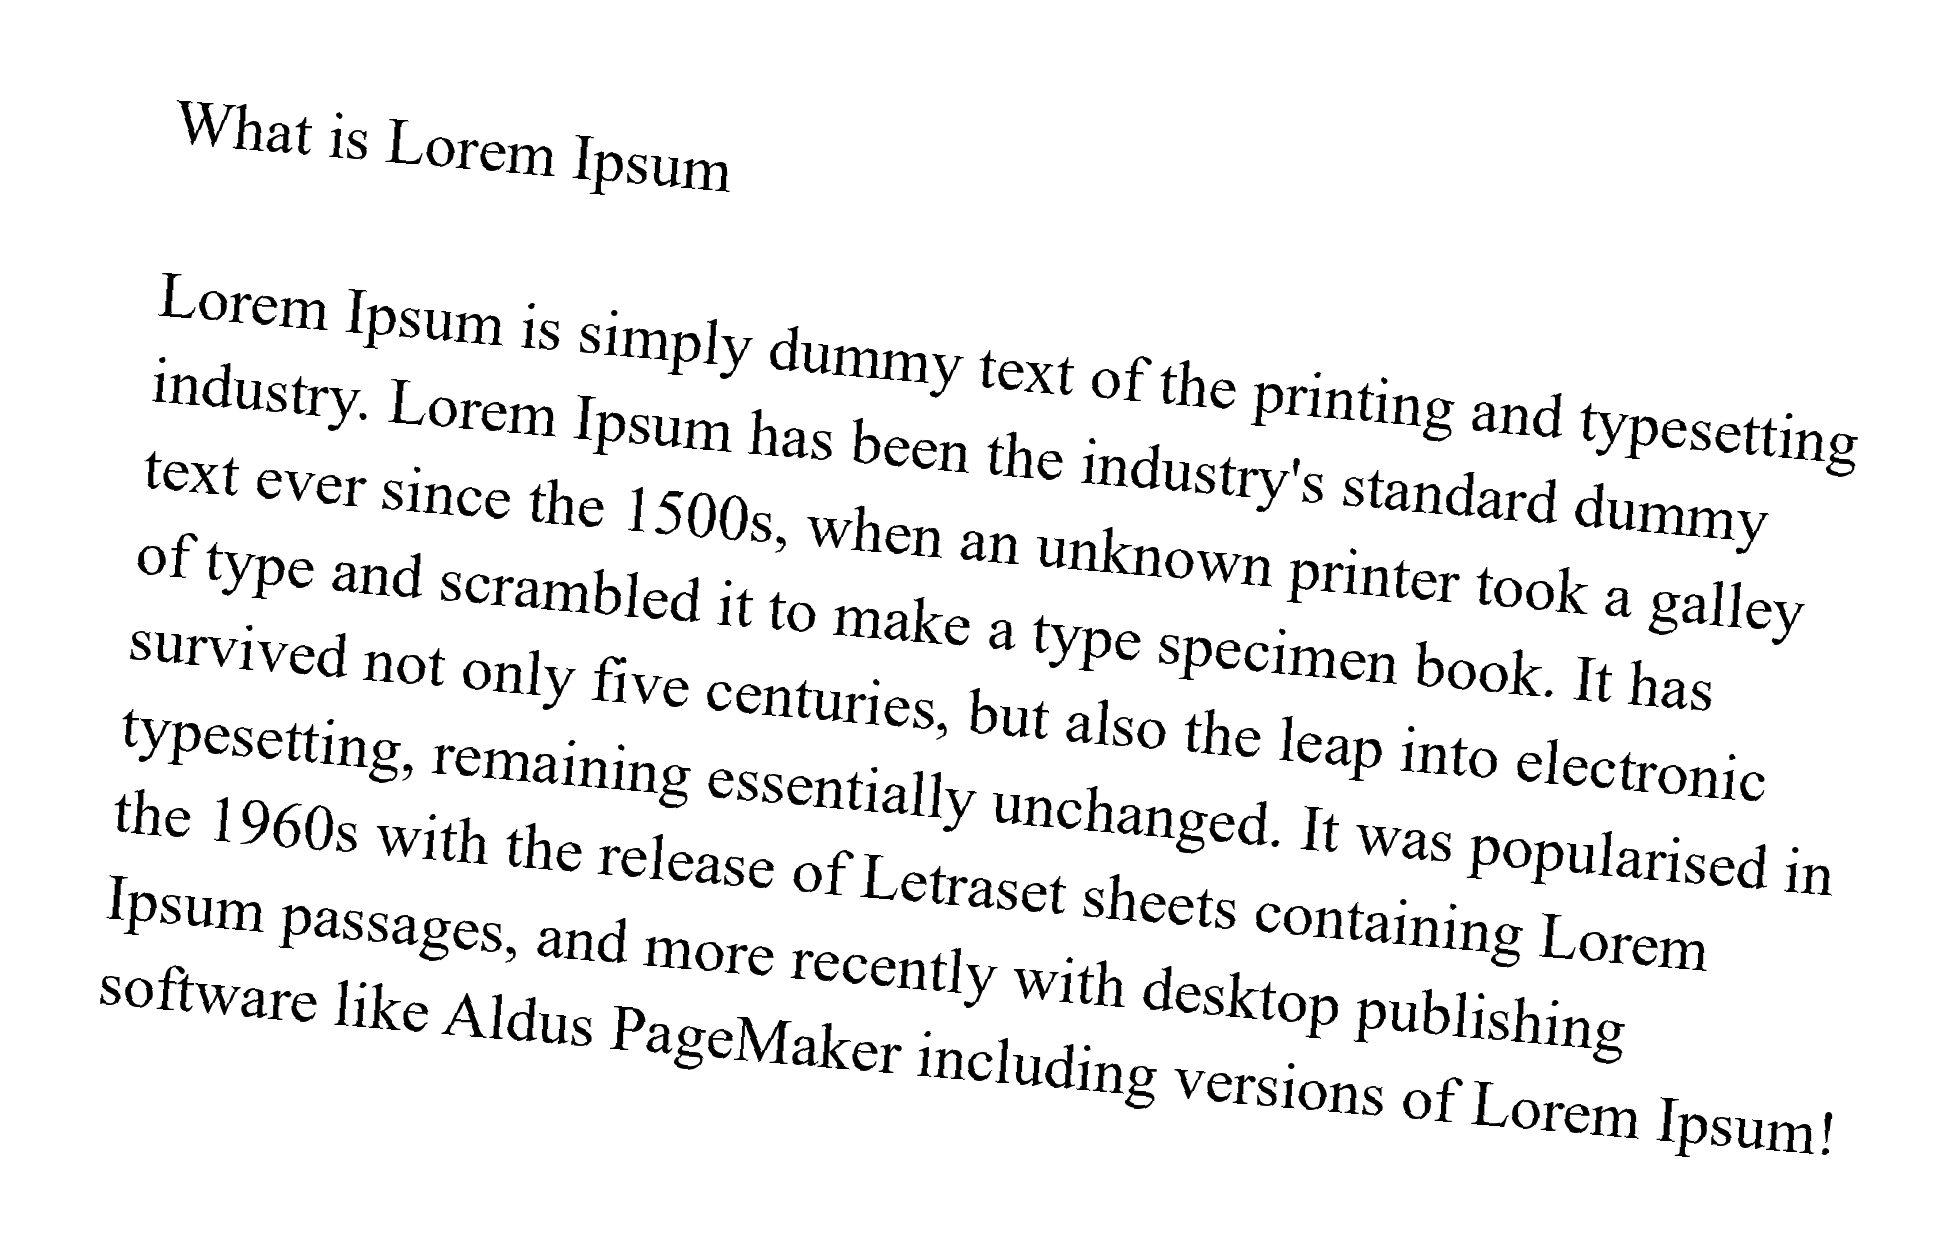 What is Lorem Ipsum
Lorem Ipsum is simply dummy text of the printing and typesetting
industry. Lorem Ipsum has been the industry's standard dummy
text ever since the 1500s, when an unknown printer took a galley
of type and scrambled it to make a type specimen book. It has
survived not only five centuries, but also the leap into electronic
typesetting, remaining essentially unchanged. It was popularised in
the 1960s with the release of Letraset sheets containing Lorem
Ipsum passages, and more recently with desktop publishing
software like Aldus PageMaker including versions of Lorem Ipsum!